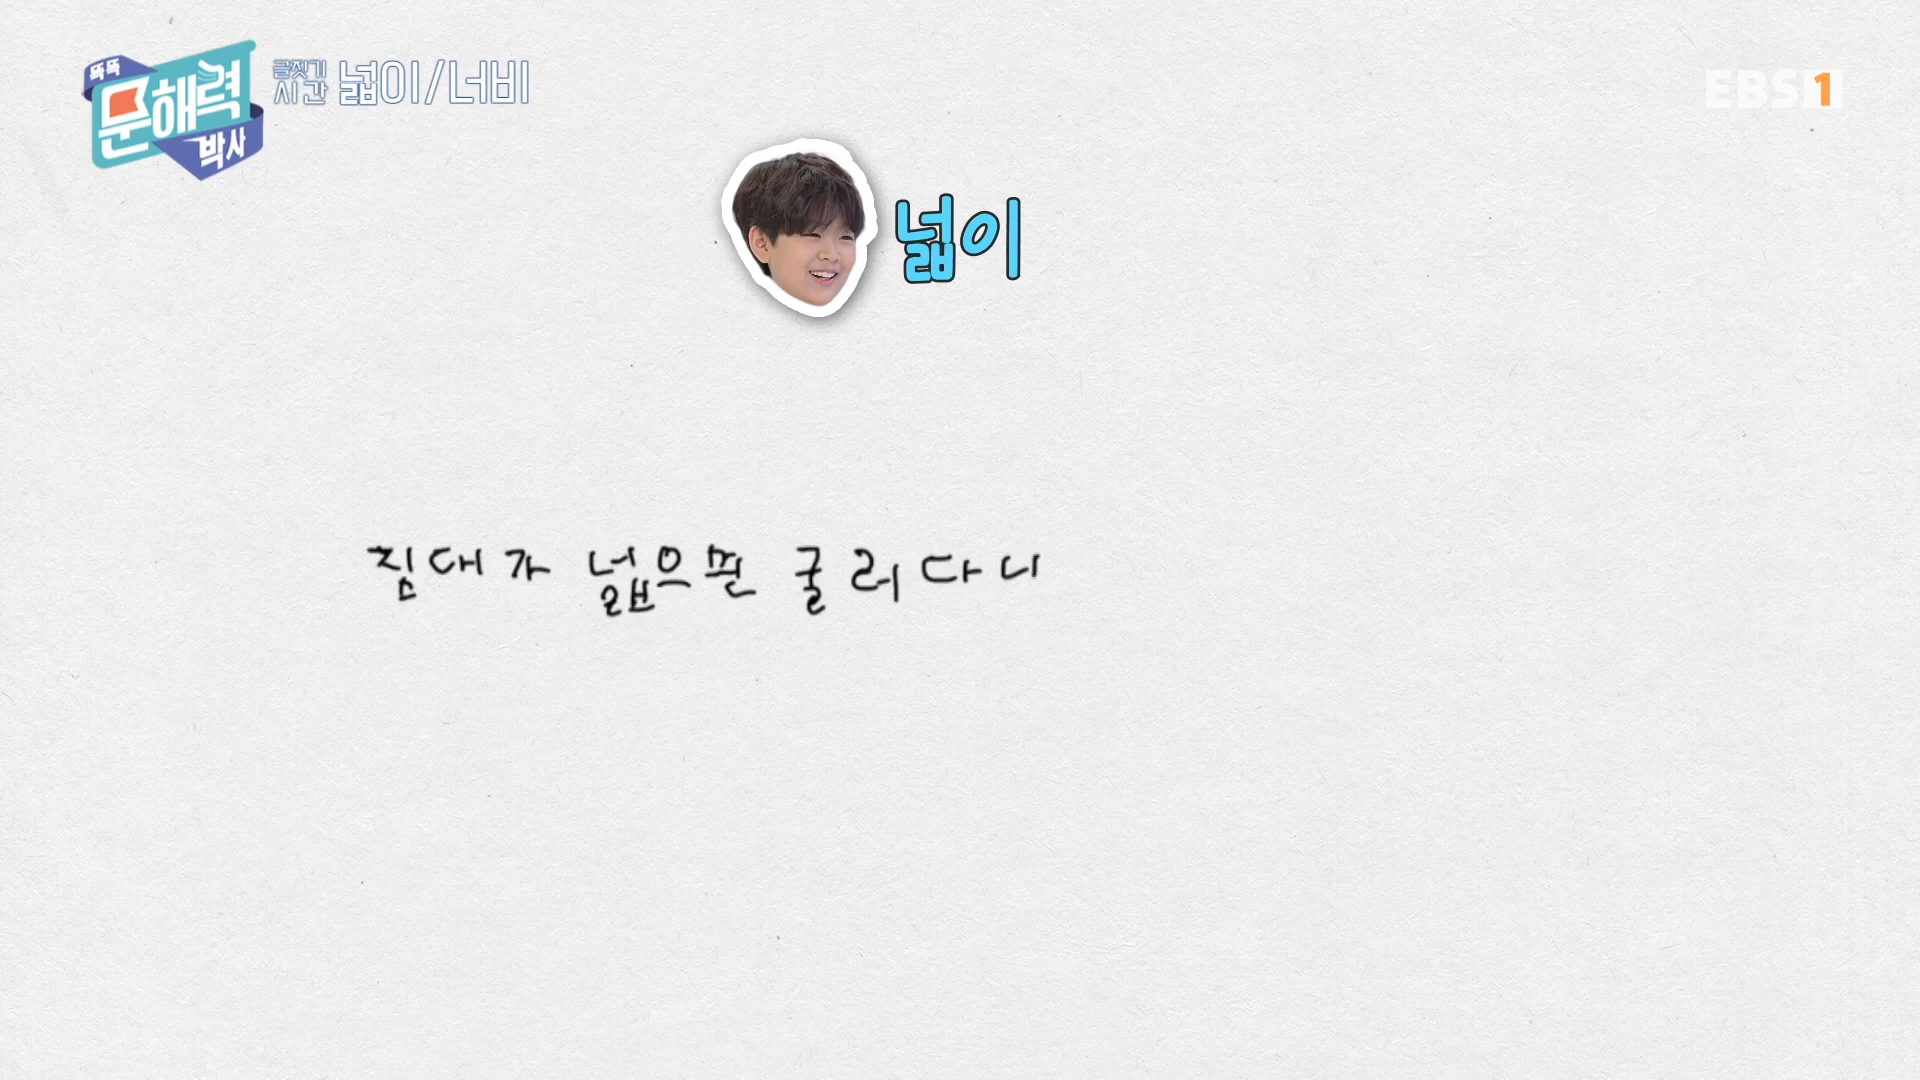 똑똑
문해력
박사
글짓기
시간
넓이/너비
EBS 1
넓이
침대가 넓으면 굴러다니